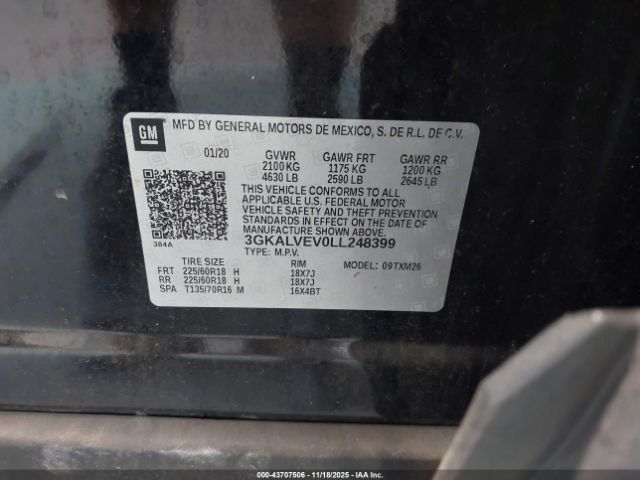 GM
MFD BY GENERAL MOTORS DE MEXICO, S. DE R.L. DE C.V.
01/20 GVWR GAWR FRT GAWR RR
2100 KG 1175 KG 1200 KG
4630 LB 2590 LB 2645 LB
THIS VEHICLE CONFORMS TO ALL
APPLICABLE U.S. FEDERAL MOTOR
VEHICLE SAFETY AND THEFT PREVENTION
STANDARDS IN EFFECT ON THE DATE OF
MANUFACTURE SHOWN ABOVE.
384A
3GKALVEV0LL248399
TYPE: M.P.V.
TIRE SIZE RIM MODEL: 09TXM26
FRT 225/60R18 H 18X7J
RR 225/60R18 H 18X7J
SPA T135/70R16 M 16X4BT
000-43707506 - 11/18/2025 - IAAI.COM